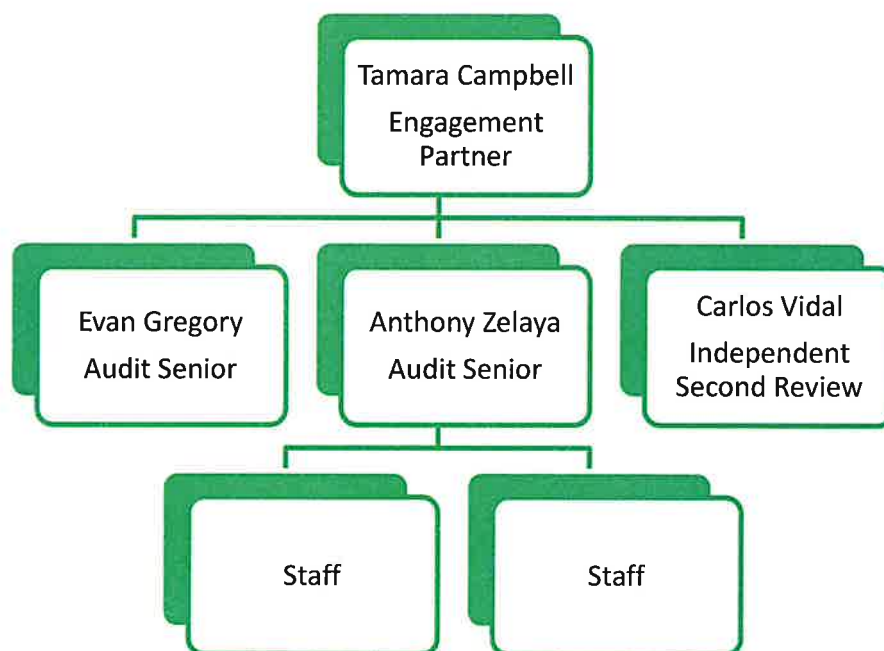 Tamara Campbell
Engagement
Partner
Evan Gregory
Audit Senior
Anthony Zelaya
Audit Senior
Carlos Vidal
Independent
Second Review
Staff
Staff